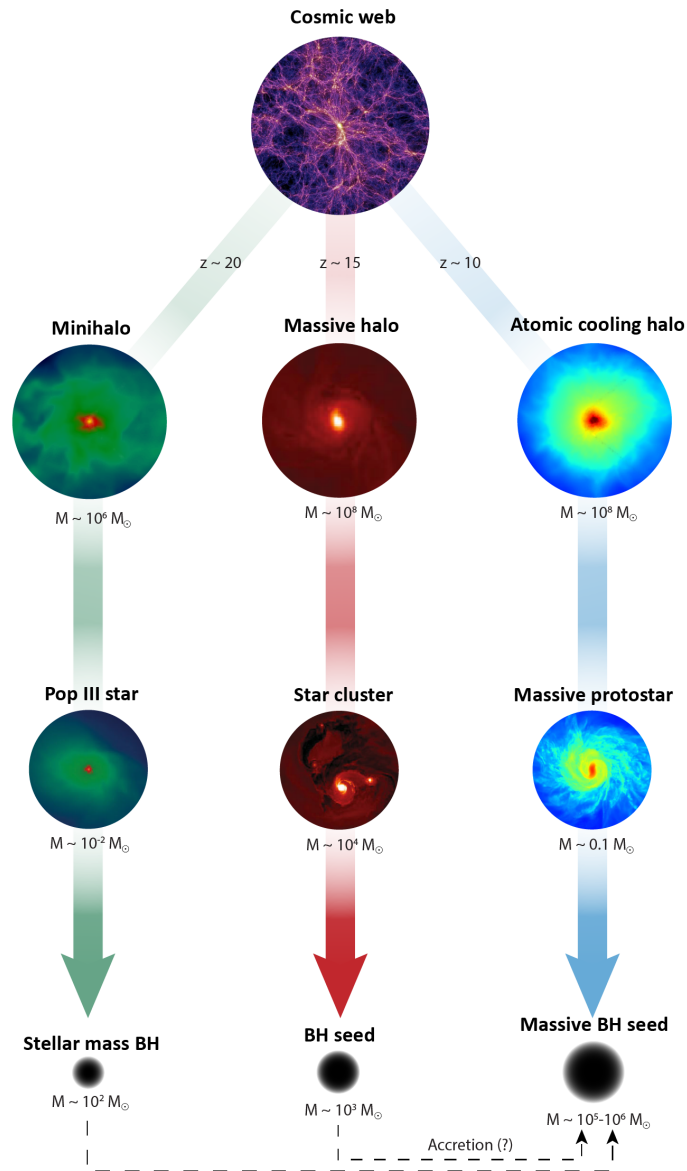 Cosmic web
z ~ 20
z ~ 15
z ~ 10
Minihalo
Massive halo
Atomic cooling halo
M ~ 10⁶ M☉
M ~ 10⁸ M☉
M ~ 10⁸ M☉
Pop III star
Star cluster
Massive protostar
M ~ 10⁻² M☉
M ~ 10⁴ M☉
M ~ 0.1 M☉
Stellar mass BH
BH seed
Massive BH seed
M ~ 10² M☉
M ~ 10³ M☉
M ~ 10⁵-10⁶ M☉
Accretion (?)